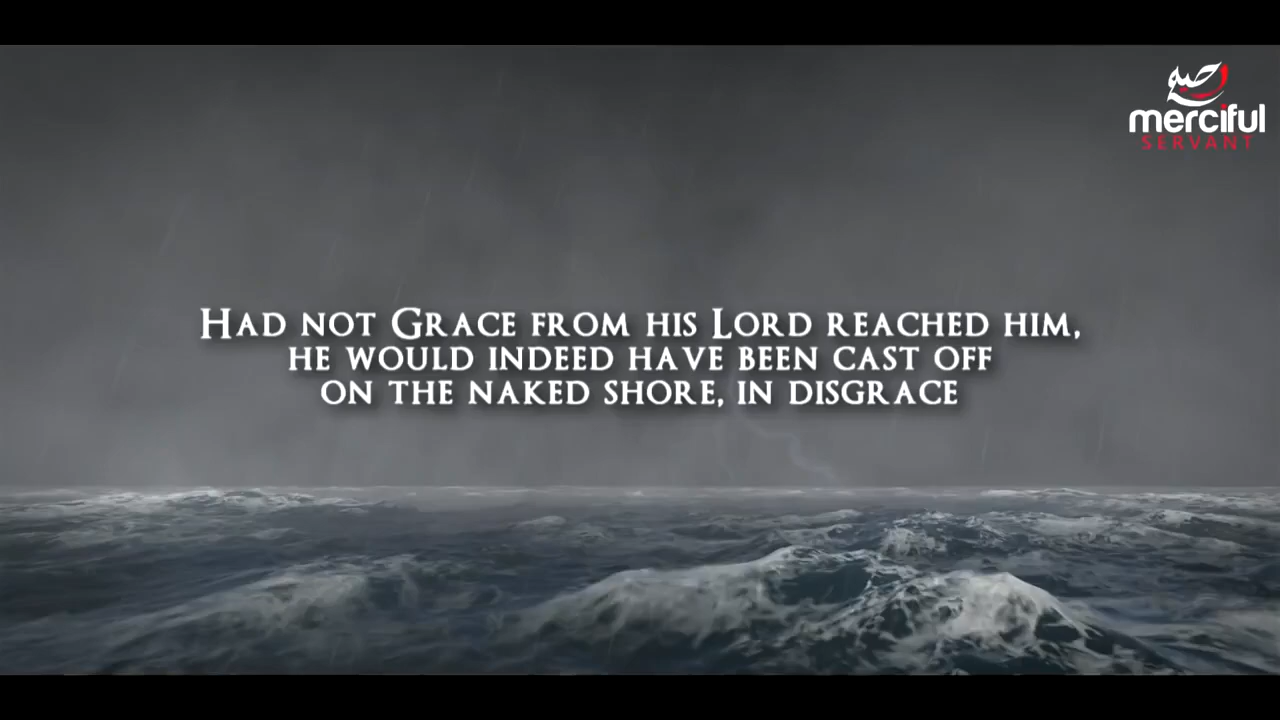 merciful
SERVANT
HAD NOT GRACE FROM HIS LORD REACHED HIM,
HE WOULD INDEED HAVE BEEN CAST OFF
ON THE NAKED SHORE, IN DISGRACE